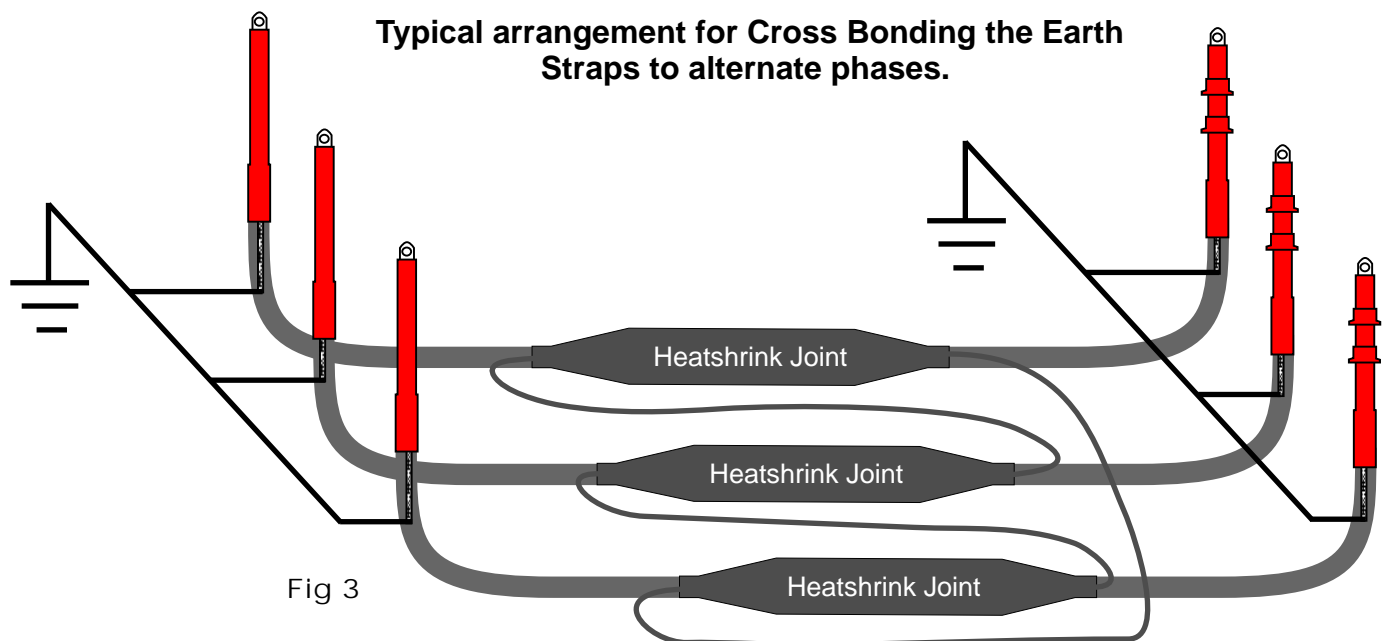 Typical arrangement for Cross Bonding the Earth
Straps to alternate phases.
Heatshrink Joint
Heatshrink Joint
Heatshrink Joint
Fig 3